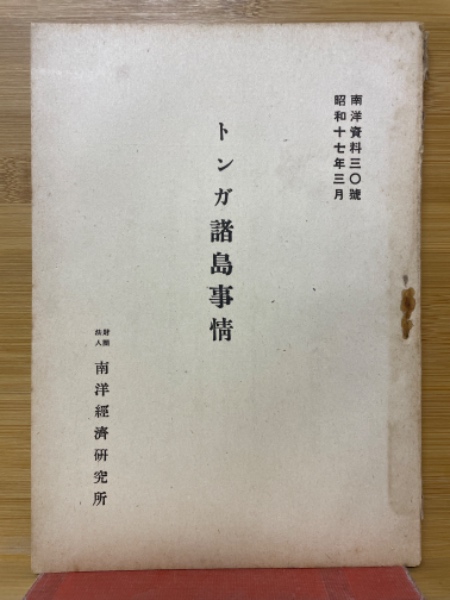 南洋資料三〇號
昭和十七年三月
トンガ諸島事情
財團
法人
南洋經濟研究所